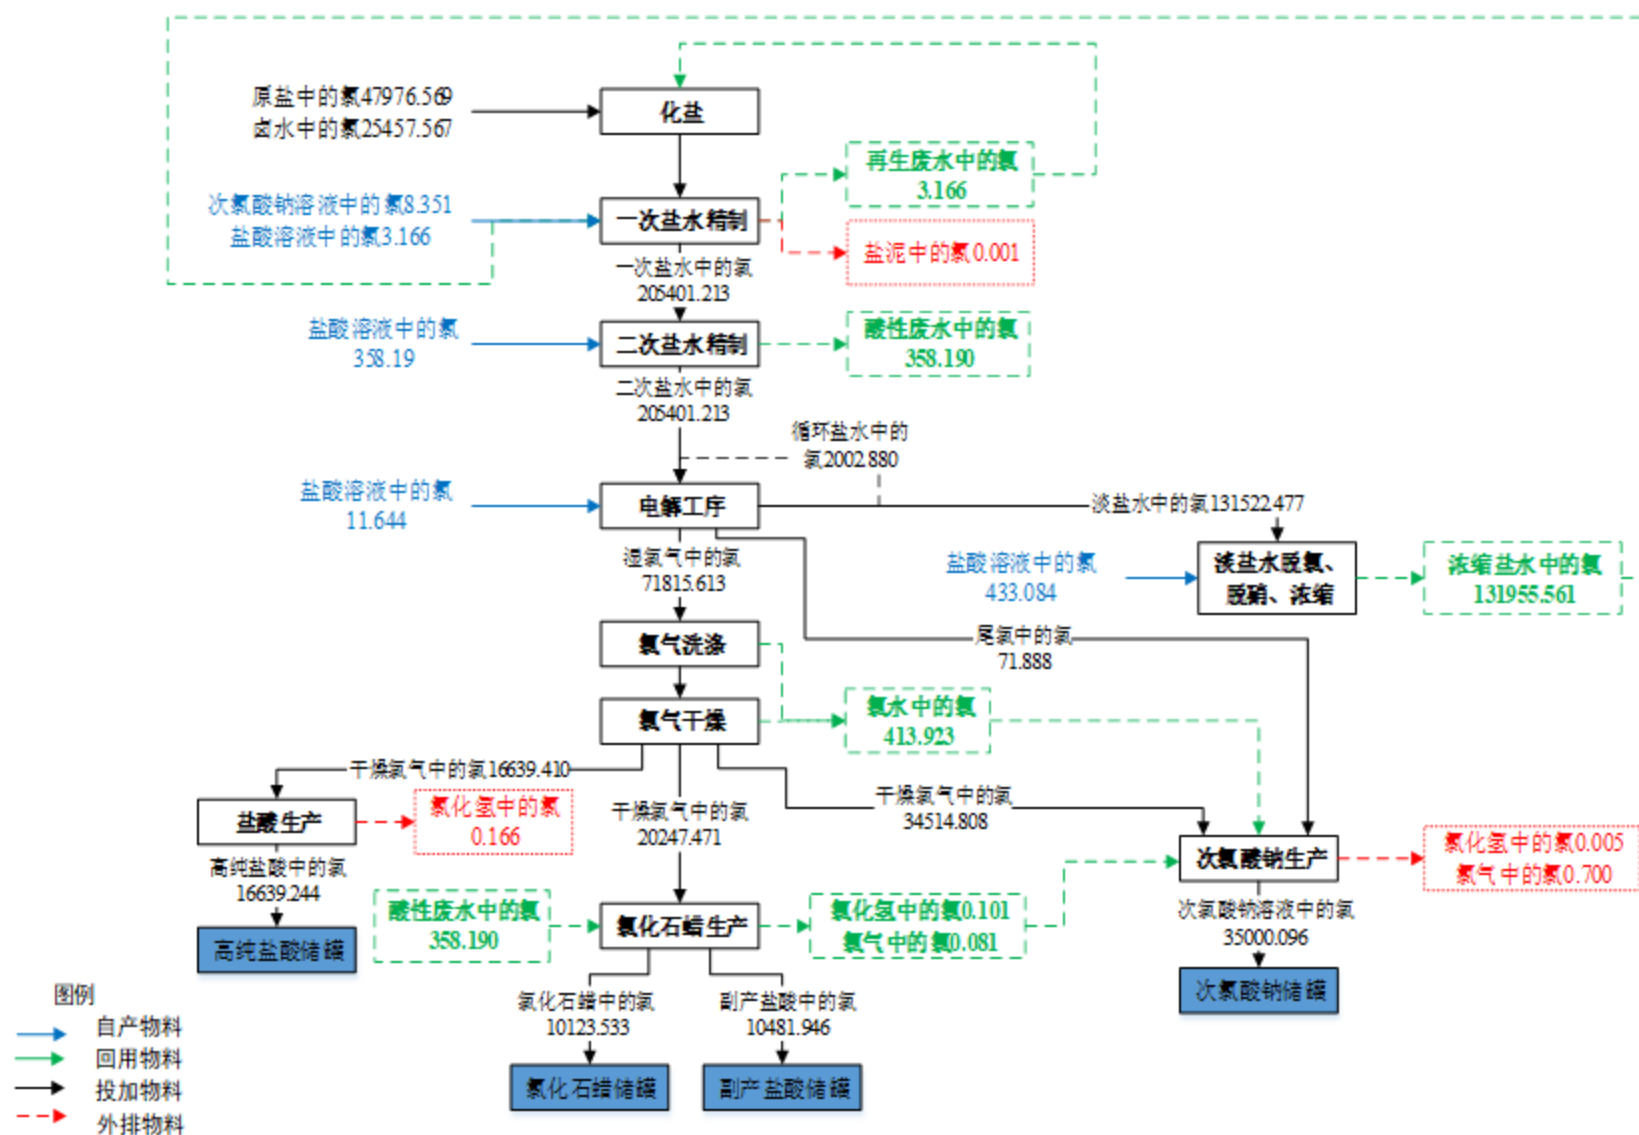 原盐中的氯47976.569
卤水中的氯25457.567
化盐
再生废水中的氯
3.166
次氯酸钠溶液中的氯8.351
盐酸溶液中的氯3.166
一次盐水精制
盐泥中的氯0.001
一次盐水中的氯
205401.213
盐酸溶液中的氯
358.19
二次盐水精制
酸性废水中的氯
358.190
二次盐水中的氯
205401.213
循环盐水中的
氯2002.880
盐酸溶液中的氯
11.644
电解工序
淡盐水中的氯131522.477
湿氯气中的氯
71815.613
盐酸溶液中的氯
433.084
淡盐水脱氯、
脱硝、浓缩
浓缩盐水中的氯
131955.561
氯气洗涤
尾氯中的氯
71.888
氯气干燥
氯水中的氯
413.923
干燥氯气中的氯16639.410
盐酸生产
氯化氢中的氯
0.166
干燥氯气中的氯
20247.471
干燥氯气中的氯
34514.808
次氯酸钠生产
氯化氢中的氯0.005
氯气中的氯0.700
高纯盐酸中的氯
16639.244
高纯盐酸储罐
酸性废水中的氯
358.190
氯化石蜡生产
氯化氢中的氯0.101
氯气中的氯0.081
次氯酸钠溶液中的氯
35000.096
次氯酸钠储罐
氯化石蜡中的氯
10123.533
副产盐酸中的氯
10481.946
氯化石蜡储罐
副产盐酸储罐
图例
自产物料
回用物料
投加物料
外排物料